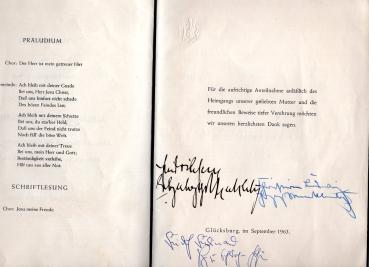 PRÄLUDIUM
Chor: Der Herr ist mein getreuer Hirt
Gemeinde: Ach bleib mit deiner Gnade
Bei uns, Herr Jesu Christ,
Daß uns hinfort nicht schade
Des bösen Feindes List.
Ach bleib mit deinem Schutze
Bei uns, du starker Held,
Daß uns der Feind nicht trutze
Noch fäll die böse Welt.
Ach bleib mit deiner Treue
Bei uns, mein Herr und Gott;
Beständigkeit verleihe,
Hilf uns aus aller Not.
SCHRIFTLESUNG
Chor: Jesu meine Freude
Für die aufrichtige Anteilnahme anläßlich des
Heimgangs unserer geliebten Mutter und die
freundlichen Beweise tiefer Verehrung möchten
wir unseren herzlichsten Dank sagen.
Glücksburg, im September 1963.